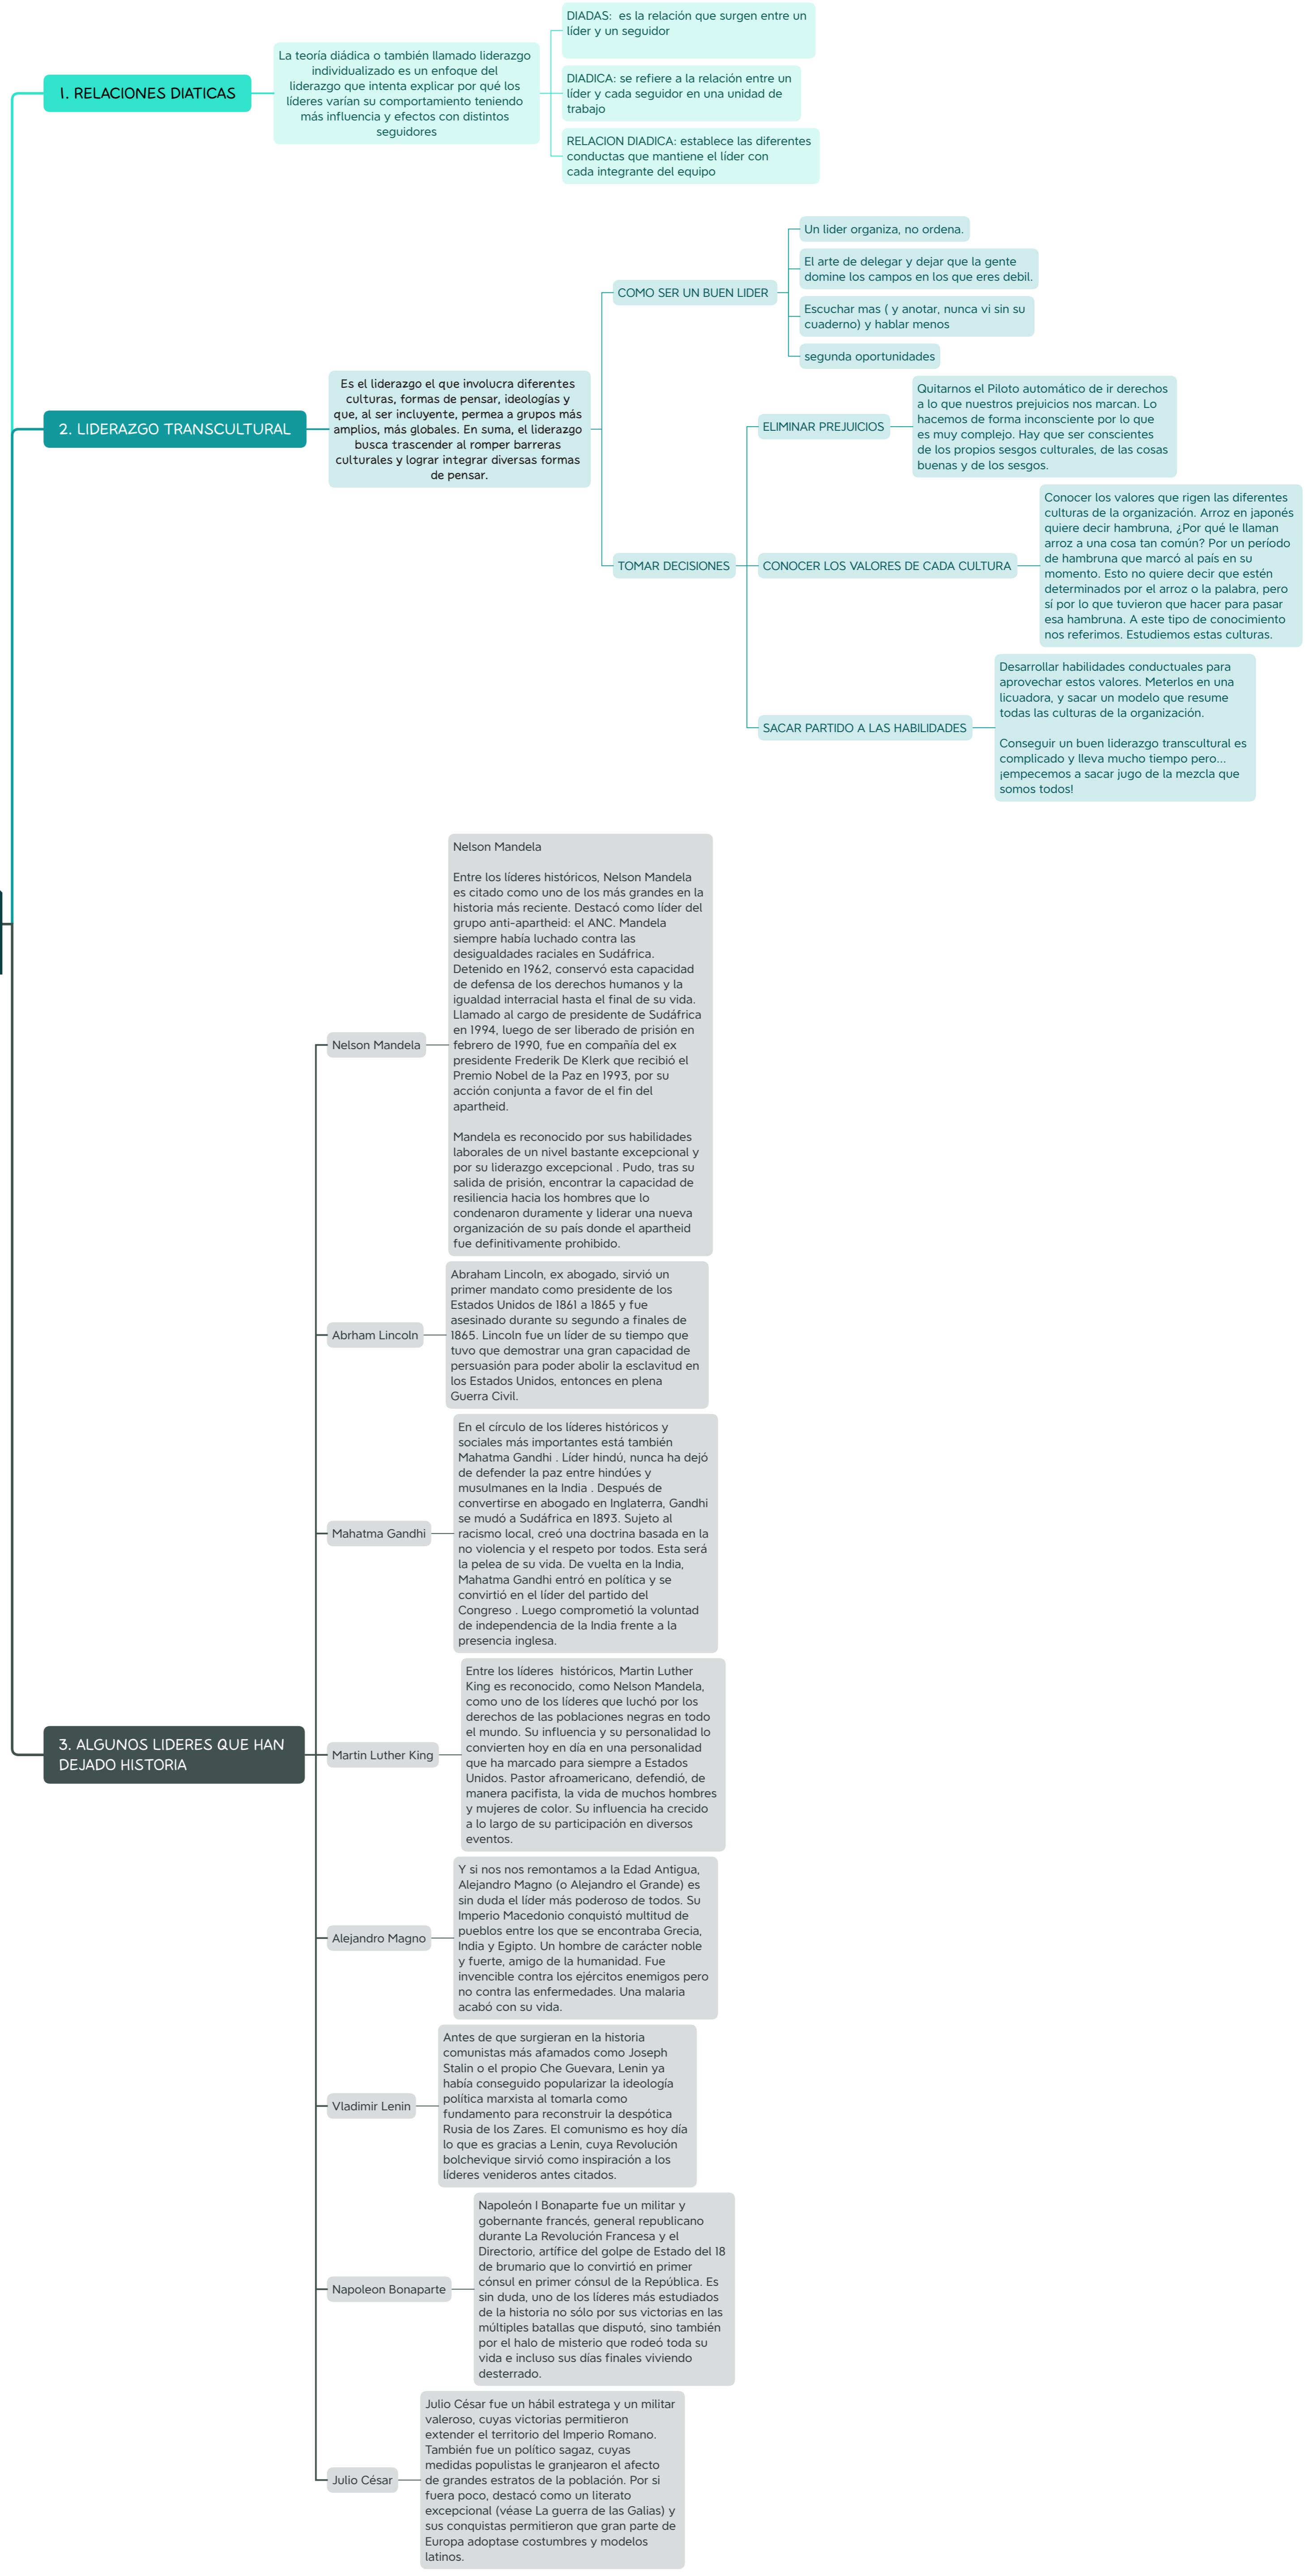 1. RELACIONES DIATICAS
La teoría diádica o también llamado liderazgo
individualizado es un enfoque del
liderazgo que intenta explicar por qué los
líderes varían su comportamiento teniendo
más influencia y efectos con distintos
seguidores
DIADAS:  es la relación que surgen entre un
líder y un seguidor
DIADICA: se refiere a la relación entre un
líder y cada seguidor en una unidad de
trabajo
RELACION DIADICA: establece las diferentes
conductas que mantiene el líder con
cada integrante del equipo
2. LIDERAZGO TRANSCULTURAL
Es el liderazgo el que involucra diferentes
culturas, formas de pensar, ideologías y
que, al ser incluyente, permea a grupos más
amplios, más globales. En suma, el liderazgo
busca trascender al romper barreras
culturales y lograr integrar diversas formas
de pensar.
COMO SER UN BUEN LIDER
Un lider organiza, no ordena.
El arte de delegar y dejar que la gente
domine los campos en los que eres debil.
Escuchar mas ( y anotar, nunca vi sin su
cuaderno) y hablar menos
segunda oportunidades
TOMAR DECISIONES
ELIMINAR PREJUICIOS
Quitarnos el Piloto automático de ir derechos
a lo que nuestros prejuicios nos marcan. Lo
hacemos de forma inconsciente por lo que
es muy complejo. Hay que ser conscientes
de los propios sesgos culturales, de las cosas
buenas y de los sesgos.
CONOCER LOS VALORES DE CADA CULTURA
Conocer los valores que rigen las diferentes
culturas de la organización. Arroz en japonés
quiere decir hambruna, ¿Por qué le llaman
arroz a una cosa tan común? Por un período
de hambruna que marcó al país en su
momento. Esto no quiere decir que estén
determinados por el arroz o la palabra, pero
sí por lo que tuvieron que hacer para pasar
esa hambruna. A este tipo de conocimiento
nos referimos. Estudiemos estas culturas.
SACAR PARTIDO A LAS HABILIDADES
Desarrollar habilidades conductuales para
aprovechar estos valores. Meterlos en una
licuadora, y sacar un modelo que resume
todas las culturas de la organización.
Conseguir un buen liderazgo transcultural es
complicado y lleva mucho tiempo pero...
¡empecemos a sacar jugo de la mezcla que
somos todos!
3. ALGUNOS LIDERES QUE HAN
DEJADO HISTORIA
Nelson Mandela
Nelson Mandela
Entre los líderes históricos, Nelson Mandela
es citado como uno de los más grandes en la
historia más reciente. Destacó como líder del
grupo anti-apartheid: el ANC. Mandela
siempre había luchado contra las
desigualdades raciales en Sudáfrica.
Detenido en 1962, conservó esta capacidad
de defensa de los derechos humanos y la
igualdad interracial hasta el final de su vida.
Llamado al cargo de presidente de Sudáfrica
en 1994, luego de ser liberado de prisión en
febrero de 1990, fue en compañía del ex
presidente Frederik De Klerk que recibió el
Premio Nobel de la Paz en 1993, por su
acción conjunta a favor de el fin del
apartheid.
Mandela es reconocido por sus habilidades
laborales de un nivel bastante excepcional y
por su liderazgo excepcional . Pudo, tras su
salida de prisión, encontrar la capacidad de
resiliencia hacia los hombres que lo
condenaron duramente y liderar una nueva
organización de su país donde el apartheid
fue definitivamente prohibido.
Abrham Lincoln
Abraham Lincoln, ex abogado, sirvió un
primer mandato como presidente de los
Estados Unidos de 1861 a 1865 y fue
asesinado durante su segundo a finales de
1865. Lincoln fue un líder de su tiempo que
tuvo que demostrar una gran capacidad de
persuasión para poder abolir la esclavitud en
los Estados Unidos, entonces en plena
Guerra Civil.
Mahatma Gandhi
En el círculo de los líderes históricos y
sociales más importantes está también
Mahatma Gandhi . Líder hindú, nunca ha dejó
de defender la paz entre hindúes y
musulmanes en la India . Después de
convertirse en abogado en Inglaterra, Gandhi
se mudó a Sudáfrica en 1893. Sujeto al
racismo local, creó una doctrina basada en la
no violencia y el respeto por todos. Esta será
la pelea de su vida. De vuelta en la India,
Mahatma Gandhi entró en política y se
convirtió en el líder del partido del
Congreso . Luego comprometió la voluntad
de independencia de la India frente a la
presencia inglesa.
Martin Luther King
Entre los líderes  históricos, Martin Luther
King es reconocido, como Nelson Mandela,
como uno de los líderes que luchó por los
derechos de las poblaciones negras en todo
el mundo. Su influencia y su personalidad lo
convierten hoy en día en una personalidad
que ha marcado para siempre a Estados
Unidos. Pastor afroamericano, defendió, de
manera pacifista, la vida de muchos hombres
y mujeres de color. Su influencia ha crecido
a lo largo de su participación en diversos
eventos.
Alejandro Magno
Y si nos nos remontamos a la Edad Antigua,
Alejandro Magno (o Alejandro el Grande) es
sin duda el líder más poderoso de todos. Su
Imperio Macedonio conquistó multitud de
pueblos entre los que se encontraba Grecia,
India y Egipto. Un hombre de carácter noble
y fuerte, amigo de la humanidad. Fue
invencible contra los ejércitos enemigos pero
no contra las enfermedades. Una malaria
acabó con su vida.
Vladimir Lenin
Antes de que surgieran en la historia
comunistas más afamados como Joseph
Stalin o el propio Che Guevara, Lenin ya
había conseguido popularizar la ideología
política marxista al tomarla como
fundamento para reconstruir la despótica
Rusia de los Zares. El comunismo es hoy día
lo que es gracias a Lenin, cuya Revolución
bolchevique sirvió como inspiración a los
líderes venideros antes citados.
Napoleon Bonaparte
Napoleón I Bonaparte fue un militar y
gobernante francés, general republicano
durante La Revolución Francesa y el
Directorio, artífice del golpe de Estado del 18
de brumario que lo convirtió en primer
cónsul en primer cónsul de la República. Es
sin duda, uno de los líderes más estudiados
de la historia no sólo por sus victorias en las
múltiples batallas que disputó, sino también
por el halo de misterio que rodeó toda su
vida e incluso sus días finales viviendo
desterrado.
Julio César
Julio César fue un hábil estratega y un militar
valeroso, cuyas victorias permitieron
extender el territorio del Imperio Romano.
También fue un político sagaz, cuyas
medidas populistas le granjearon el afecto
de grandes estratos de la población. Por si
fuera poco, destacó como un literato
excepcional (véase La guerra de las Galias) y
sus conquistas permitieron que gran parte de
Europa adoptase costumbres y modelos
latinos.